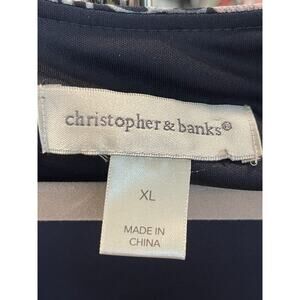 christopher & banks®
XL
MADE IN
CHINA